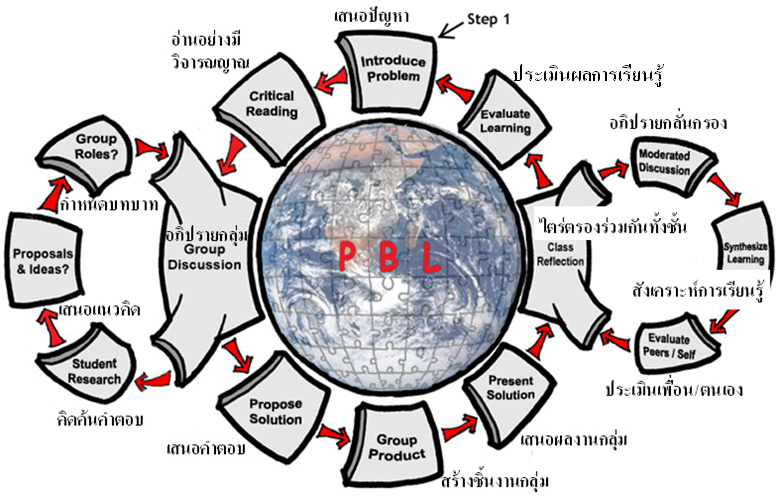 เสนอปัญหา
Step 1
Introduce
Problem
อ่านอย่างมี
วิจารณญาณ
Critical
Reading
Group
Roles?
กำหนดบทบาท
Proposals
& Ideas?
เสนอแนวคิด
Student
Research
คิดค้นคำตอบ
อภิปรายกลุ่ม
Group
Discussion
Propose
Solution
เสนอคำตอบ
Group
Product
สร้างชิ้นงานกลุ่ม
Present
Solution
เสนอผลงานกลุ่ม
ไตร่ตรองร่วมกันทั้งชั้น
Class
Reflection
อภิปรายกลั่นกรอง
Moderated
Discussion
Synthesize
Learning
สังเคราะห์การเรียนรู้
Evaluate
Peers / Self
ประเมินเพื่อน/ตนเอง
ประเมินผลการเรียนรู้
Evaluate
Learning
PBL